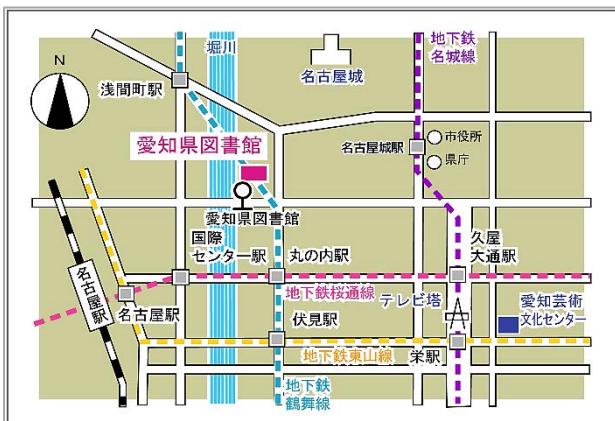 N
堀川
地下鉄
名城線
名古屋城
浅間町駅
愛知県図書館
名古屋城駅
市役所
県庁
愛知県図書館
国際
センター駅
丸の内駅
久屋
大通駅
名古屋駅
名古屋駅
地下鉄桜通線
テレビ塔
愛知芸術
文化センター
伏見駅
地下鉄東山線
栄駅
地下鉄
鶴舞線